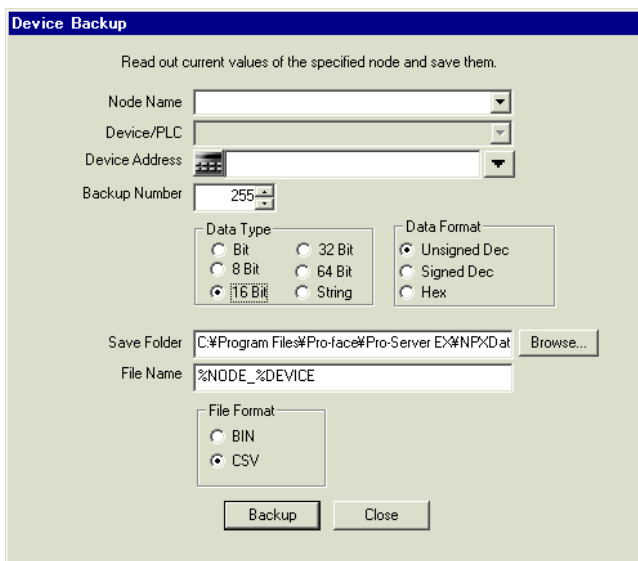 Device Backup
Read out current values of the specified node and save them.
Node Name
Device/PLC
Device Address
Backup Number 255
Data Type Data Format
Bit 32 Bit Unsigned Dec
8 Bit 64 Bit Signed Dec
16 Bit String Hex
Save Folder C:¥Program Files¥Pro-face¥Pro-Server EX¥NPXDat Browse...
File Name %NODE_%DEVICE
File Format
BIN
CSV
Backup Close